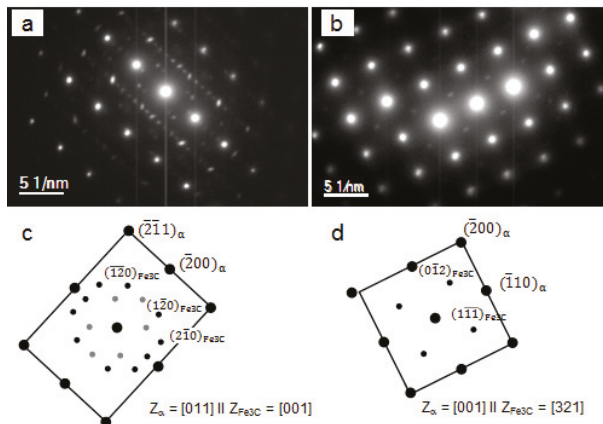 a
b
5 1/nm
5 1/nm
c
d
(2̄1̄1)α
(2̄00)α
(1̄2̄0)Fe3C
(12̄0)Fe3C
(21̄0)Fe3C
Zα = [011] II ZFe3C = [001]
(2̄00)α
(01̄2)Fe3C
(1̄10)α
(11̄1̄)Fe3C
Zα = [001] II ZFe3C = [321]